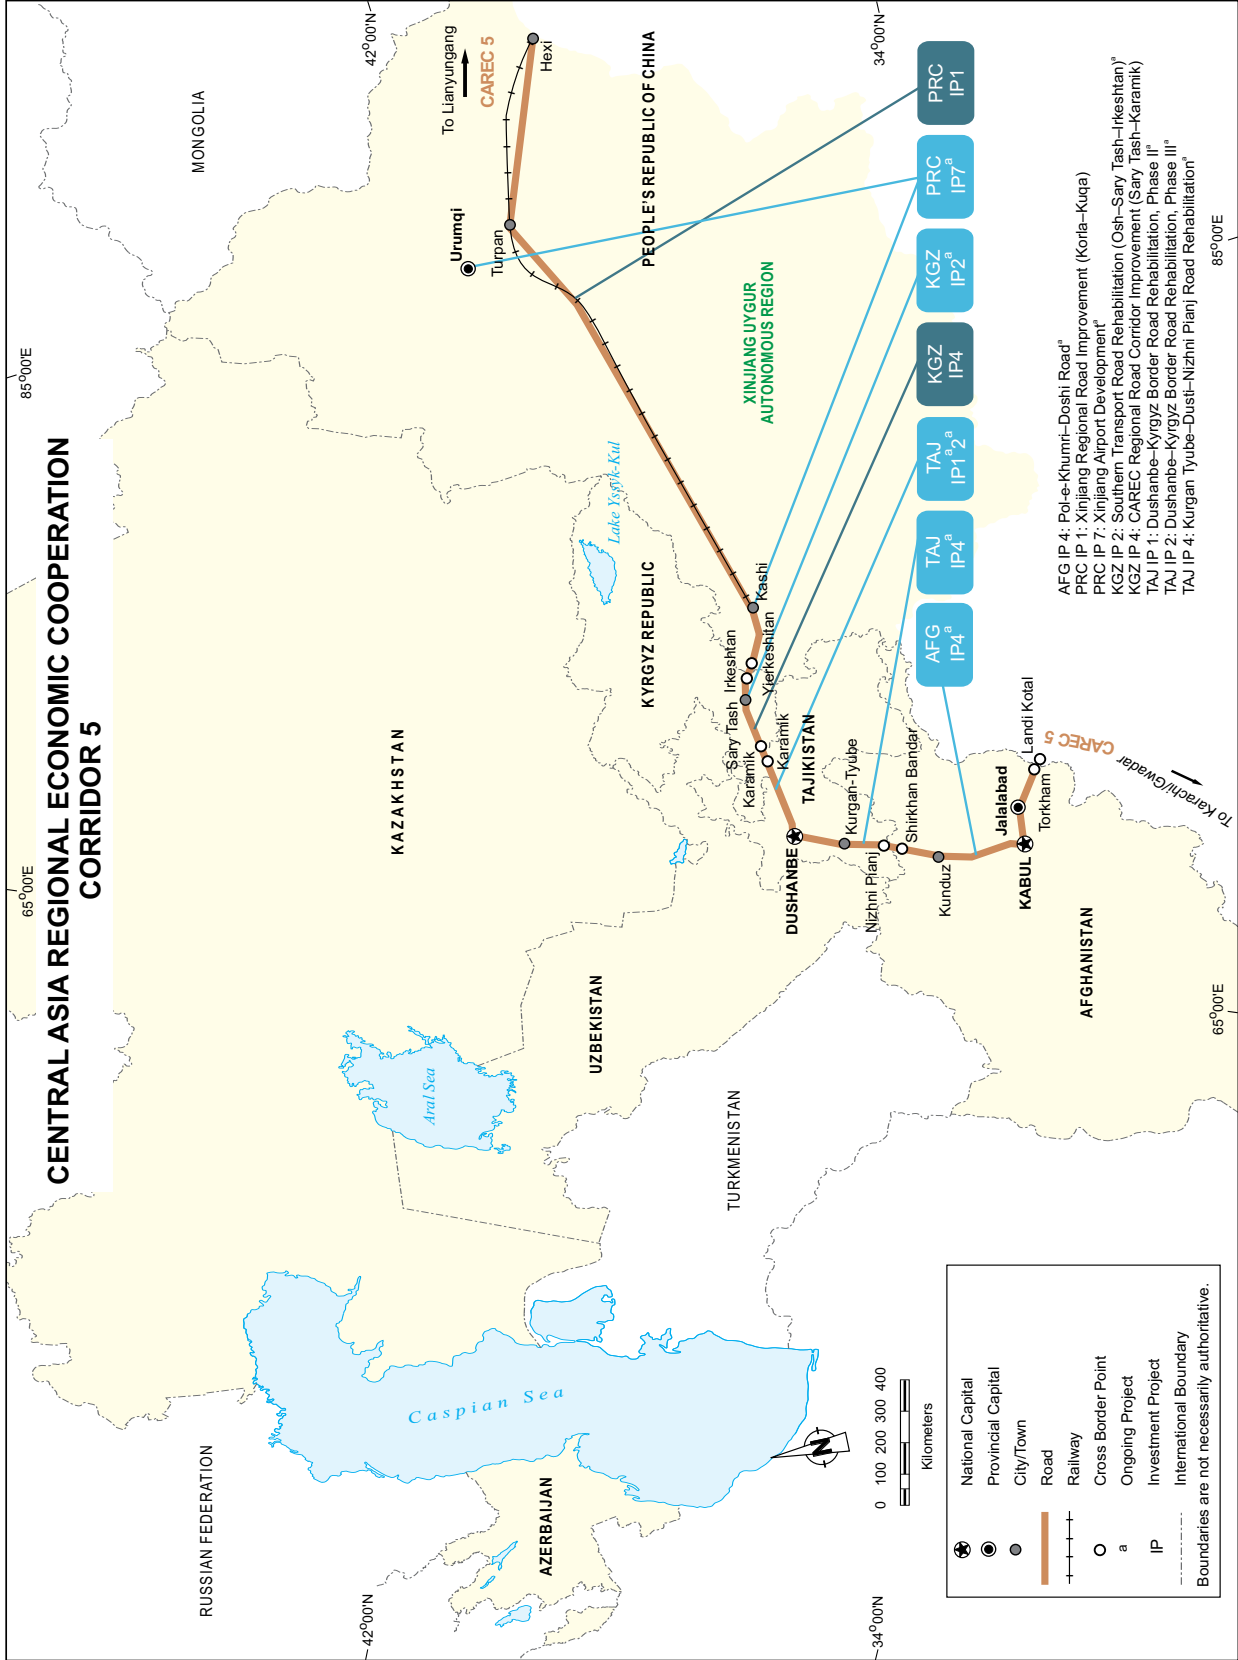 CENTRAL ASIA REGIONAL ECONOMIC COOPERATION
CORRIDOR 5
65°00'E
85°00'E
42°00'N
42°00'N
34°00'N
34°00'N
65°00'E
85°00'E
RUSSIAN FEDERATION
MONGOLIA
KAZAKHSTAN
Aral Sea
Caspian Sea
AZERBAIJAN
UZBEKISTAN
TURKMENISTAN
KYRGYZ REPUBLIC
Lake Yssyk-Kul
To Lianyungang
CAREC 5
Hexi
Urumqi
Turpan
PEOPLE'S REPUBLIC OF CHINA
XINJIANG UYGUR
AUTONOMOUS REGION
Kashi
Yierkeshitan
Irkeshtan
Sary Tash
Karamik
Karamik
TAJIKISTAN
DUSHANBE
Kurgan-Tyube
Nizhni Pianj
Shirkhan Bandar
Kunduz
KABUL
Jalalabad
Torkham
Landi Kotal
CAREC 5
To Karachi/Gwadar
AFGHANISTAN
AFG
IP4a
TAJ
IP4a
TAJ
IP1a2a
KGZ
IP4
KGZ
IP2a
PRC
IP7a
PRC
IP1
AFG IP 4: Pol-e-Khumri–Doshi Roada
PRC IP 1: Xinjiang Regional Road Improvement (Korla–Kuqa)
PRC IP 7: Xinjiang Airport Developmenta
KGZ IP 2: Southern Transport Road Rehabilitation (Osh–Sary Tash–Irkeshtan)a
KGZ IP 4: CAREC Regional Road Corridor Improvement (Sary Tash–Karamik)
TAJ IP 1: Dushanbe–Kyrgyz Border Road Rehabilitation, Phase IIa
TAJ IP 2: Dushanbe–Kyrgyz Border Road Rehabilitation, Phase IIIa
TAJ IP 4: Kurgan Tyube–Dusti–Nizhni Pianj Road Rehabilitationa
N
0 100 200 300 400
Kilometers
National Capital
Provincial Capital
City/Town
Road
Railway
Cross Border Point
a Ongoing Project
IP Investment Project
International Boundary
Boundaries are not necessarily authoritative.